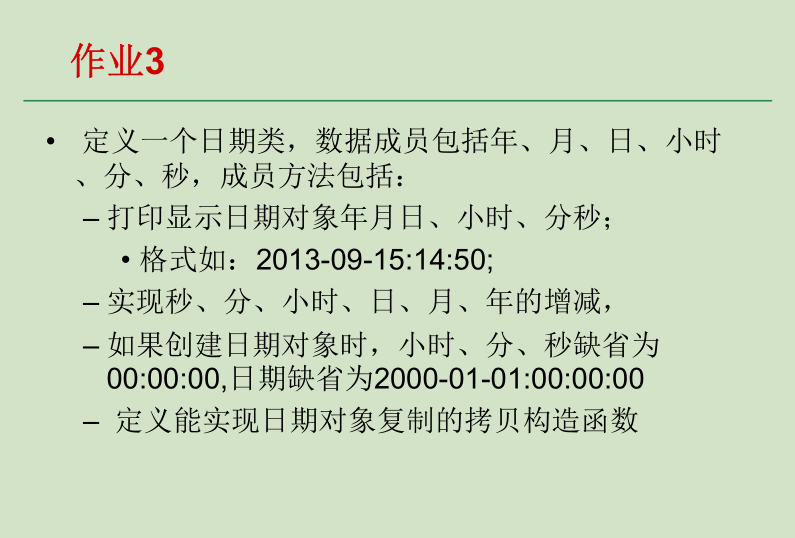 作业3
• 定义一个日期类，数据成员包括年、月、日、小时
、分、秒，成员方法包括：
– 打印显示日期对象年月日、小时、分秒；
• 格式如：2013-09-15:14:50;
– 实现秒、分、小时、日、月、年的增减，
– 如果创建日期对象时，小时、分、秒缺省为
00:00:00,日期缺省为2000-01-01:00:00:00
– 定义能实现日期对象复制的拷贝构造函数